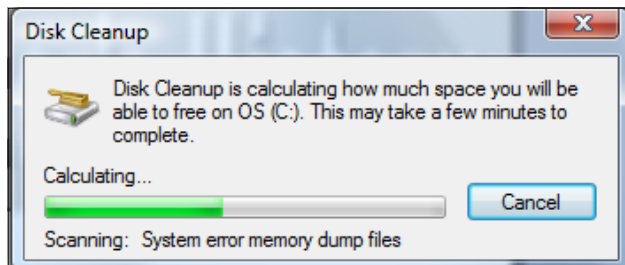 Disk Cleanup
Disk Cleanup is calculating how much space you will be
able to free on OS (C:). This may take a few minutes to
complete.
Calculating...
Cancel
Scanning: System error memory dump files